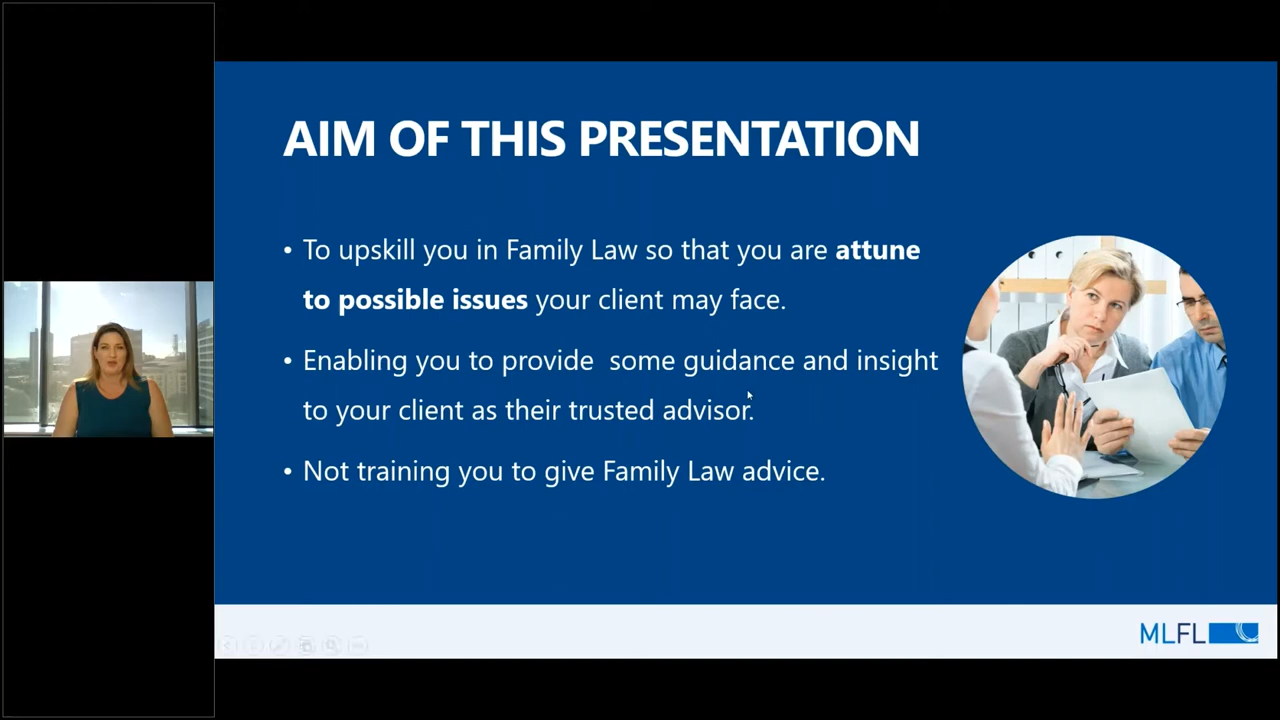 AIM OF THIS PRESENTATION
• To upskill you in Family Law so that you are attune
to possible issues your client may face.
• Enabling you to provide  some guidance and insight
to your client as their trusted advisor.
• Not training you to give Family Law advice.
MLFL